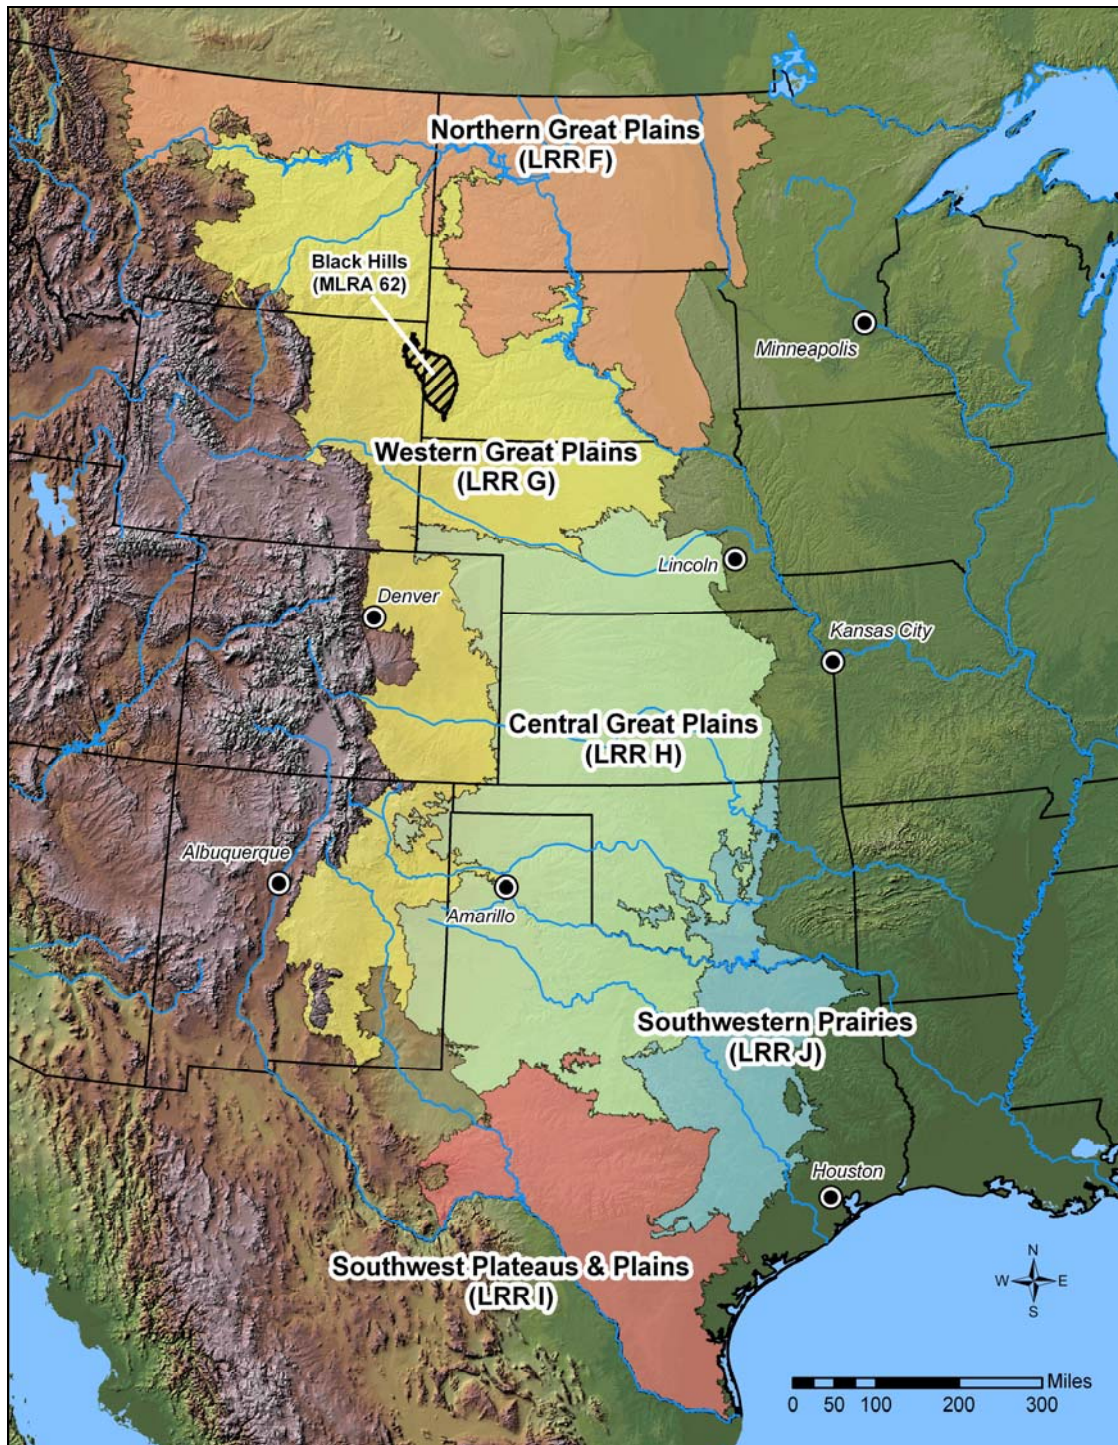 Northern Great Plains
(LRR F)
Black Hills
(MLRA 62)
Minneapolis
Western Great Plains
(LRR G)
Lincoln
Denver
Kansas City
Central Great Plains
(LRR H)
Albuquerque
Amarillo
Southwestern Prairies
(LRR J)
Houston
Southwest Plateaus & Plains
(LRR I)
N
W E
S
Miles
0 50 100 200 300